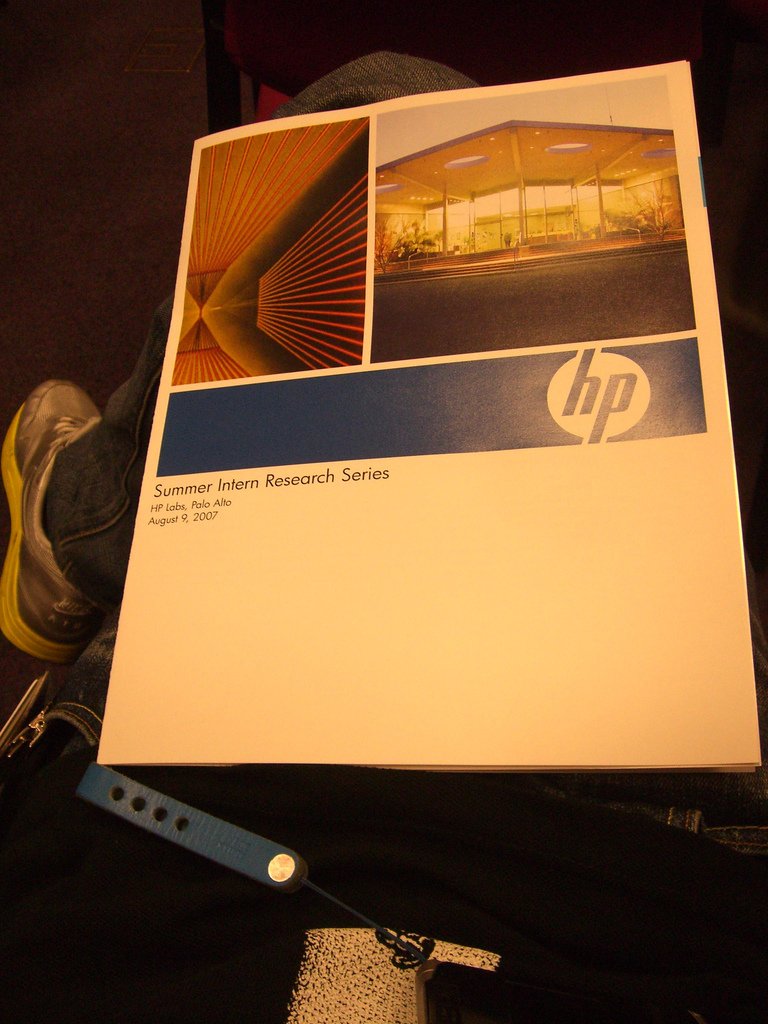 hp
Summer Intern Research Series
HP Labs, Palo Alto
August 9, 2007